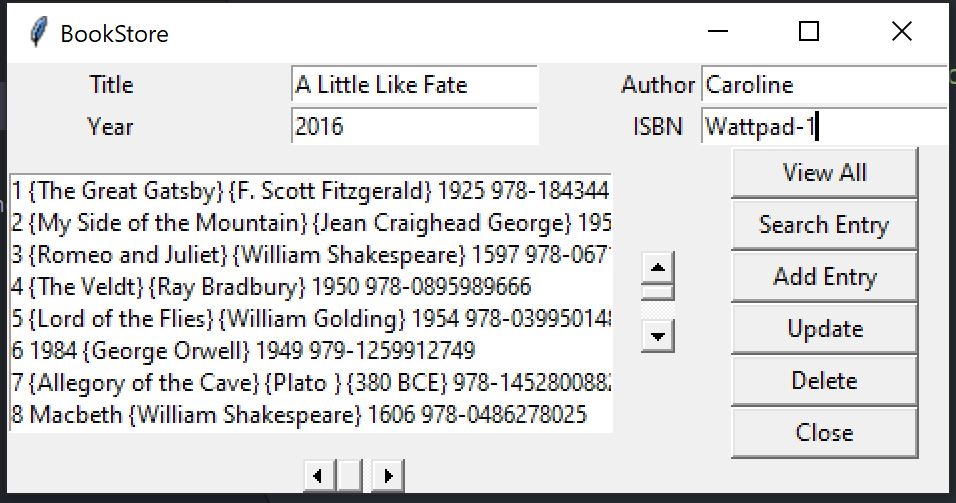 BookStore
Title A Little Like Fate Author Caroline
Year 2016 ISBN Wattpad-1
1 {The Great Gatsby} {F. Scott Fitzgerald} 1925 978-184344
2 {My Side of the Mountain} {Jean Craighead George} 195
3 {Romeo and Juliet} {William Shakespeare} 1597 978-067
4 {The Veldt} {Ray Bradbury} 1950 978-0895989666
5 {Lord of the Flies} {William Golding} 1954 978-03995014
6 1984 {George Orwell} 1949 979-1259912749
7 {Allegory of the Cave} {Plato } {380 BCE} 978-145280088
8 Macbeth {William Shakespeare} 1606 978-0486278025
View All
Search Entry
Add Entry
Update
Delete
Close